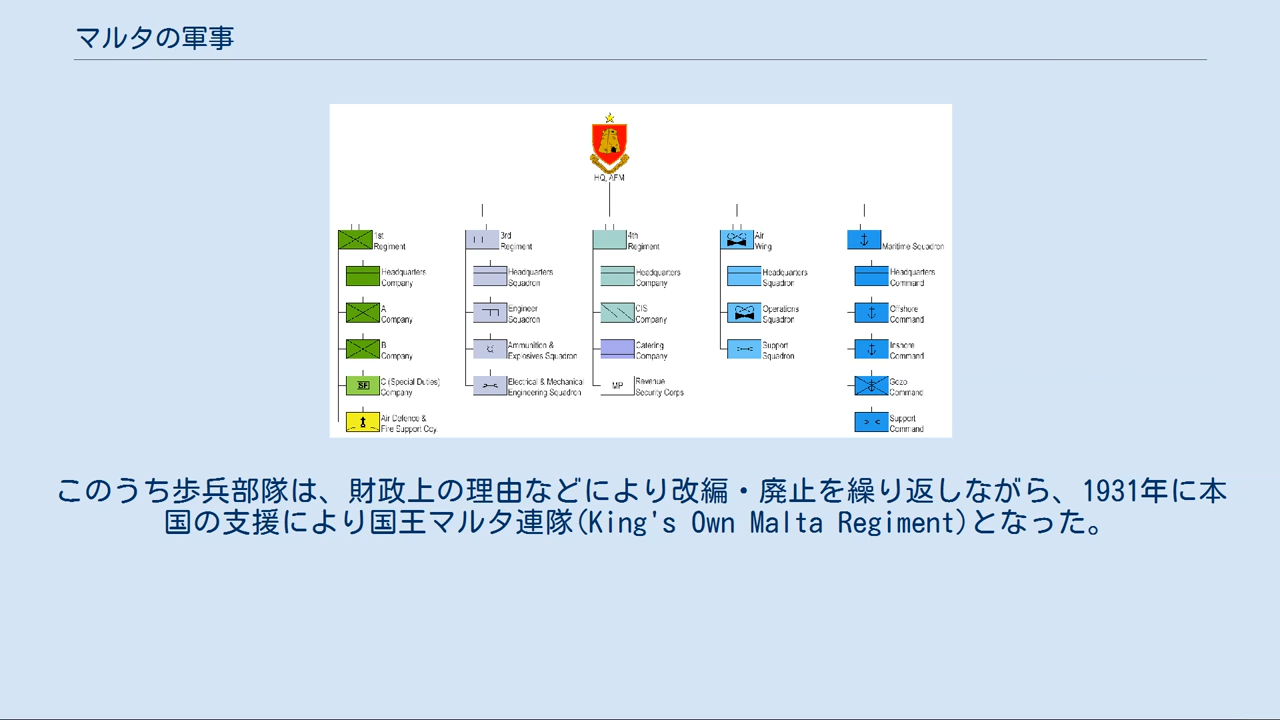 マルタの軍事
HQ, AFM
1st
Regiment
Headquarters
Company
A
Company
B
Company
SF
C (Special Duties)
Company
Air Defence &
Fire Support Coy.
3rd
Regiment
Headquarters
Squadron
Engineer
Squadron
Ammunition &
Explosives Squadron
Electrical & Mechanical
Engineering Squadron
4th
Regiment
Headquarters
Company
CIS
Company
Catering
Company
MP
Revenue
Security Corps
Air
Wing
Headquarters
Squadron
Operations
Squadron
Support
Squadron
Maritime Squadron
Headquarters
Command
Offshore
Command
Inshore
Command
Gozo
Command
Support
Command
このうち歩兵部隊は、財政上の理由などにより改編・廃止を繰り返しながら、1931年に本
国の支援により国王マルタ連隊(King's Own Malta Regiment)となった。